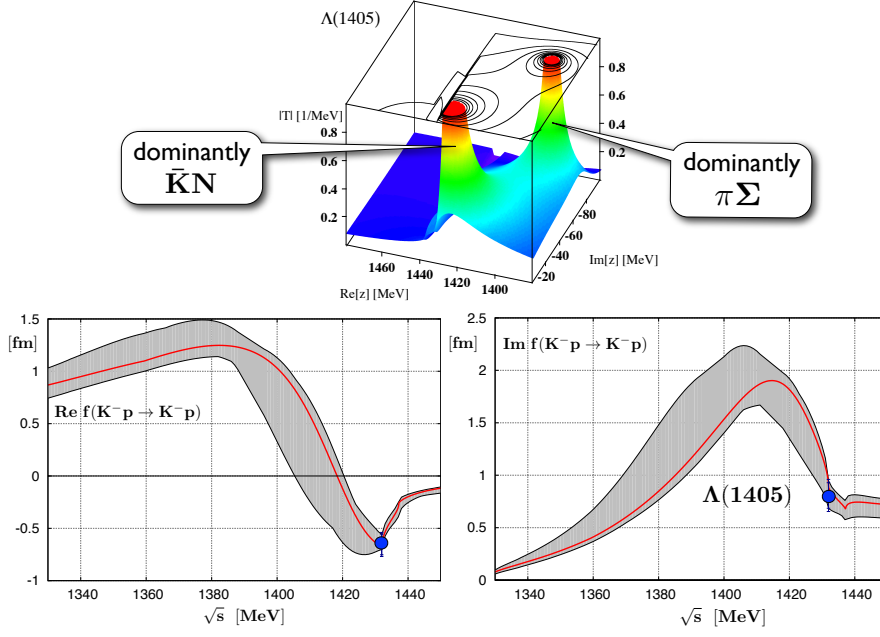 Λ(1405)
|T| [1/MeV]
0.8
0.6
0.4
0.2
0.8
0.6
0.4
0.2
dominantly
K̄N
dominantly
πΣ
1460
1440
1420
1400
Re[z] [MeV]
-20
-40
-60
-80
Im[z] [MeV]
1.5
[fm]
1
0.5
0
-0.5
-1
Re f(K⁻p → K⁻p)
1340 1360 1380 1400 1420 1440
√s [MeV]
2.5
[fm]
2
1.5
1
0.5
0
Im f(K⁻p → K⁻p)
Λ(1405)
1340 1360 1380 1400 1420 1440
√s [MeV]